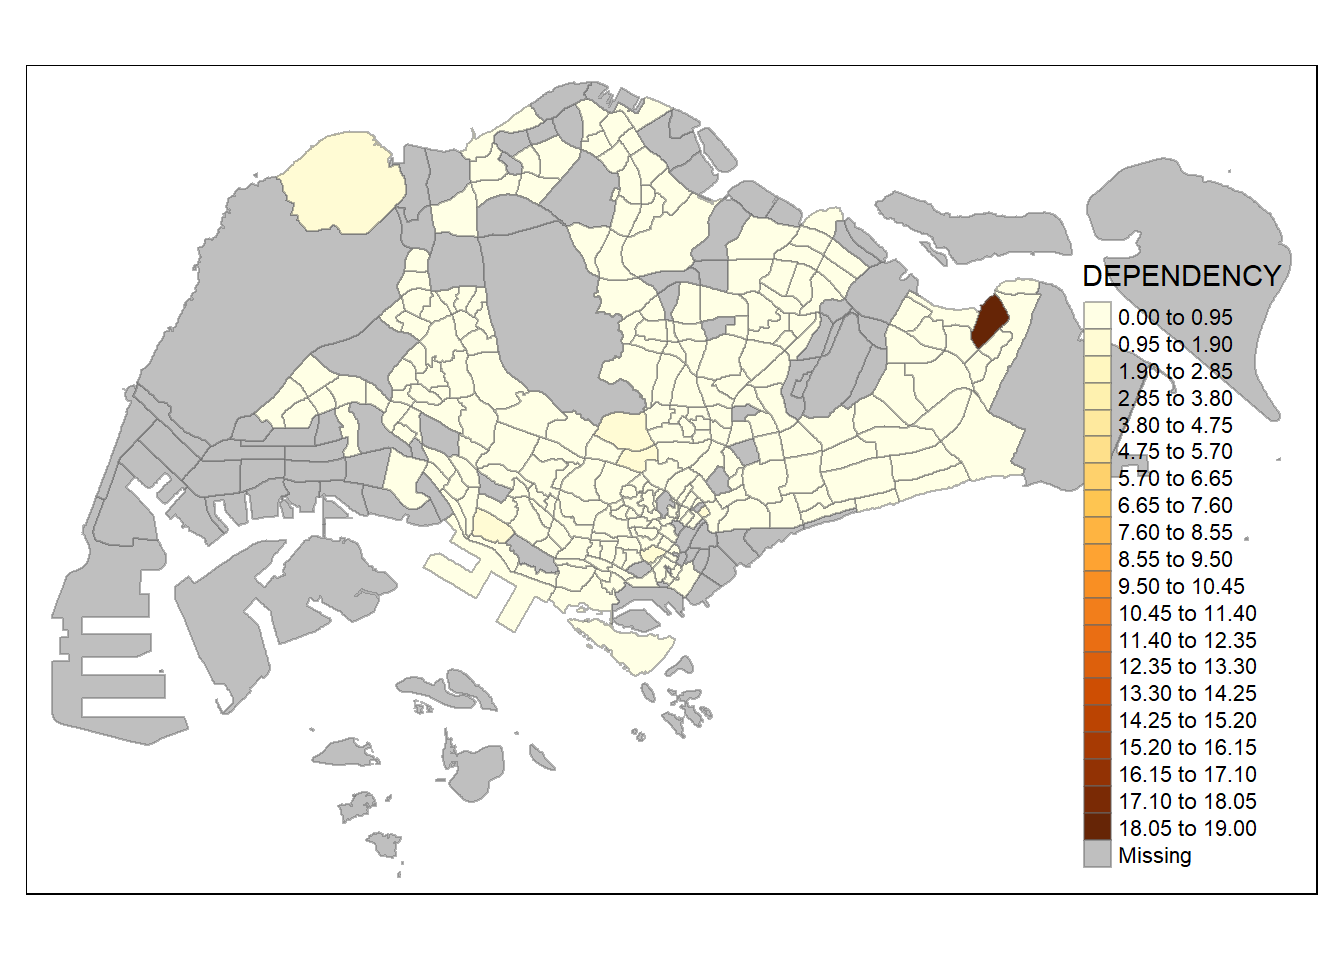 DEPENDENCY
0.00 to 0.95
0.95 to 1.90
1.90 to 2.85
2.85 to 3.80
3.80 to 4.75
4.75 to 5.70
5.70 to 6.65
6.65 to 7.60
7.60 to 8.55
8.55 to 9.50
9.50 to 10.45
10.45 to 11.40
11.40 to 12.35
12.35 to 13.30
13.30 to 14.25
14.25 to 15.20
15.20 to 16.15
16.15 to 17.10
17.10 to 18.05
18.05 to 19.00
Missing